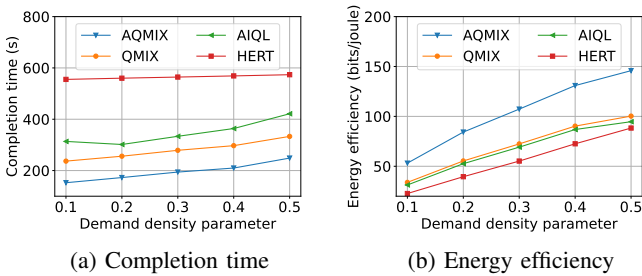 800
600
400
200
0.1 0.2 0.3 0.4 0.5
Completion time (s)
Demand density parameter
AQMIX
QMIX
AIQL
HERT
(a) Completion time
200
150
100
50
0.1 0.2 0.3 0.4 0.5
Energy efficiency (bits/joule)
Demand density parameter
AQMIX
QMIX
AIQL
HERT
(b) Energy efficiency